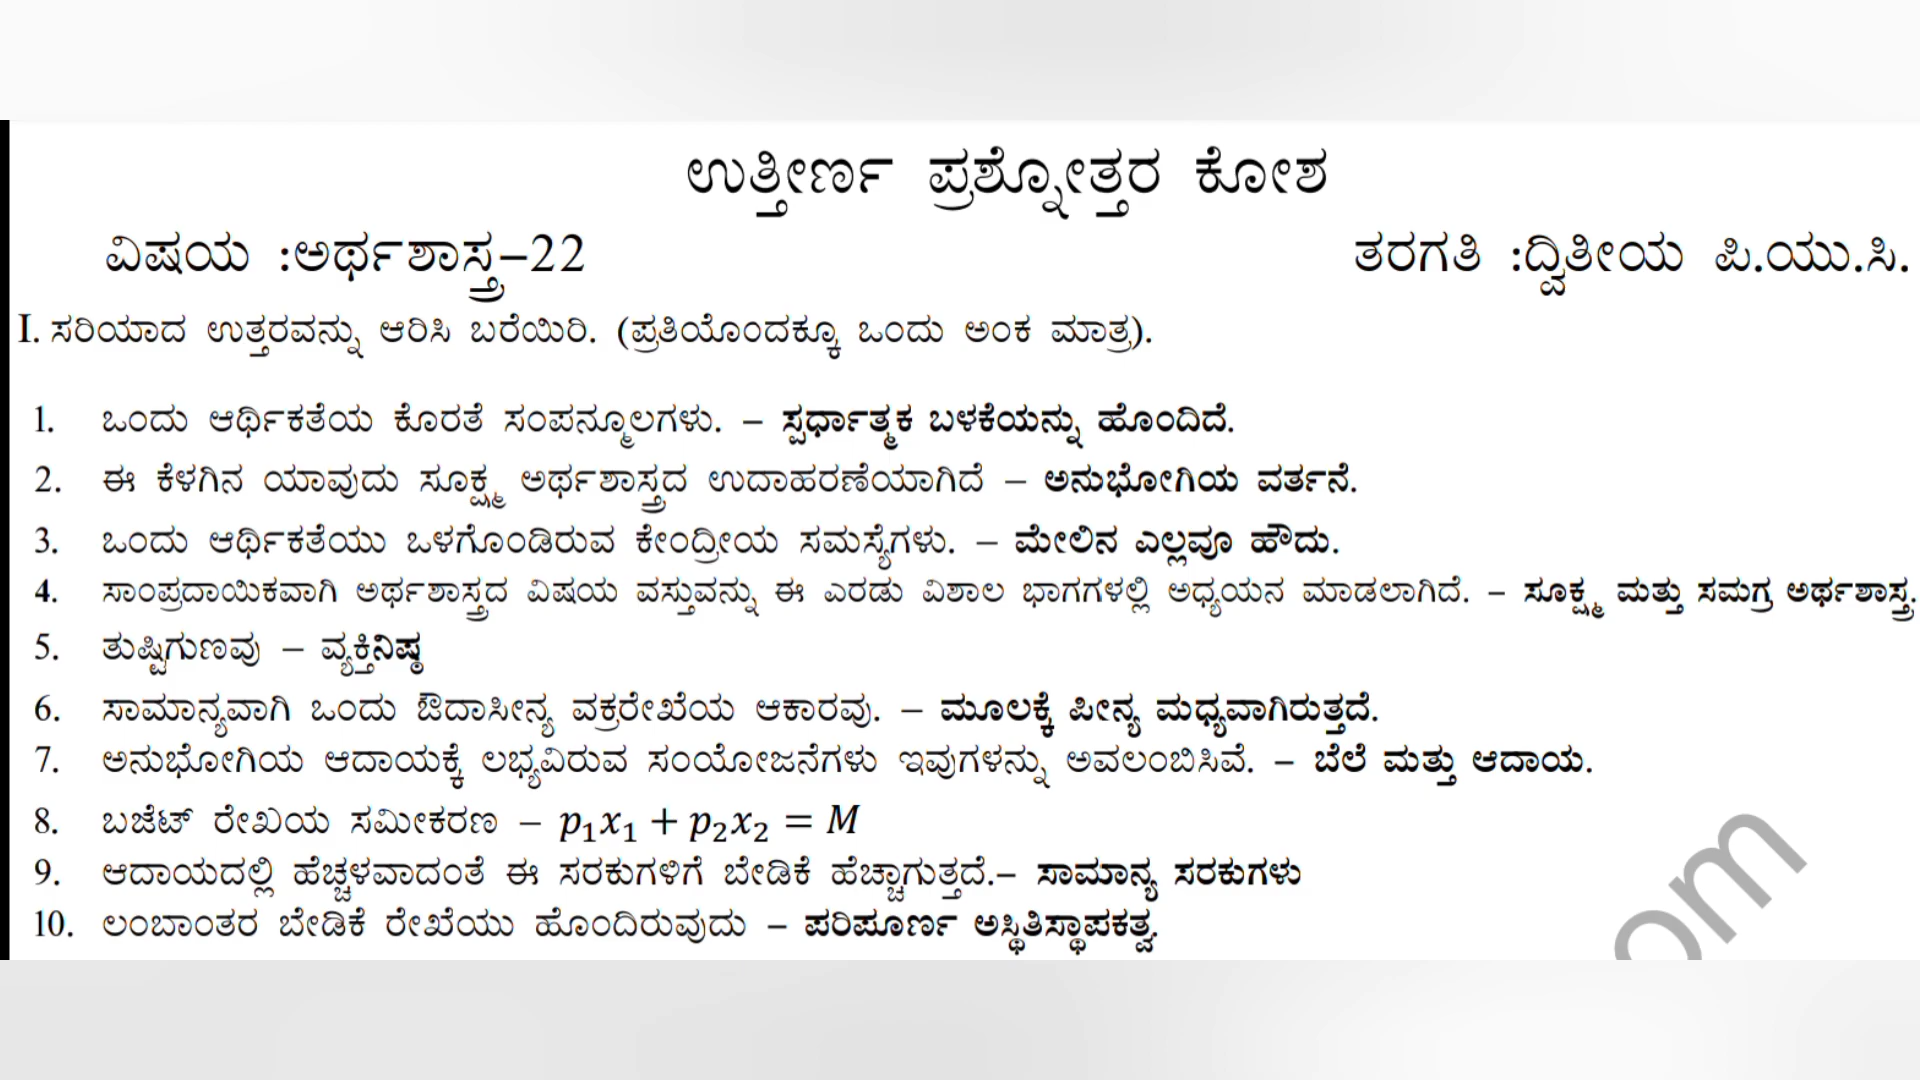 ಉತ್ತೀರ್ಣ ಪ್ರಶ್ನೋತ್ತರ ಕೋಶ
ವಿಷಯ :ಅರ್ಥಶಾಸ್ತ್ರ–22 ತರಗತಿ :ದ್ವಿತೀಯ ಪಿ.ಯು.ಸಿ.
I. ಸರಿಯಾದ ಉತ್ತರವನ್ನು ಆರಿಸಿ ಬರೆಯಿರಿ. (ಪ್ರತಿಯೊಂದಕ್ಕೂ ಒಂದು ಅಂಕ ಮಾತ್ರ).
1. ಒಂದು ಆರ್ಥಿಕತೆಯ ಕೊರತೆ ಸಂಪನ್ಮೂಲಗಳು. – ಸ್ಪರ್ಧಾತ್ಮಕ ಬಳಕೆಯನ್ನು ಹೊಂದಿದೆ.
2. ಈ ಕೆಳಗಿನ ಯಾವುದು ಸೂಕ್ಷ್ಮ ಅರ್ಥಶಾಸ್ತ್ರದ ಉದಾಹರಣೆಯಾಗಿದೆ – ಅನುಭೋಗಿಯ ವರ್ತನೆ.
3. ಒಂದು ಆರ್ಥಿಕತೆಯು ಒಳಗೊಂಡಿರುವ ಕೇಂದ್ರೀಯ ಸಮಸ್ಯೆಗಳು. – ಮೇಲಿನ ಎಲ್ಲವೂ ಹೌದು.
4. ಸಾಂಪ್ರದಾಯಿಕವಾಗಿ ಅರ್ಥಶಾಸ್ತ್ರದ ವಿಷಯ ವಸ್ತುವನ್ನು ಈ ಎರಡು ವಿಶಾಲ ಭಾಗಗಳಲ್ಲಿ ಅಧ್ಯಯನ ಮಾಡಲಾಗಿದೆ. – ಸೂಕ್ಷ್ಮ ಮತ್ತು ಸಮಗ್ರ ಅರ್ಥಶಾಸ್ತ್ರ.
5. ತುಷ್ಟಿಗುಣವು – ವ್ಯಕ್ತಿನಿಷ್ಠ
6. ಸಾಮಾನ್ಯವಾಗಿ ಒಂದು ಔದಾಸೀನ್ಯ ವಕ್ರರೇಖೆಯ ಆಕಾರವು. – ಮೂಲಕ್ಕೆ ಪೀನ್ಯ ಮಧ್ಯವಾಗಿರುತ್ತದೆ.
7. ಅನುಭೋಗಿಯ ಆದಾಯಕ್ಕೆ ಲಭ್ಯವಿರುವ ಸಂಯೋಜನೆಗಳು ಇವುಗಳನ್ನು ಅವಲಂಬಿಸಿವೆ. – ಬೆಲೆ ಮತ್ತು ಆದಾಯ.
8. ಬಜೆಟ್ ರೇಖಯ ಸಮೀಕರಣ – p₁x₁ + p₂x₂ = M
9. ಆದಾಯದಲ್ಲಿ ಹೆಚ್ಚಳವಾದಂತೆ ಈ ಸರಕುಗಳಿಗೆ ಬೇಡಿಕೆ ಹೆಚ್ಚಾಗುತ್ತದೆ.– ಸಾಮಾನ್ಯ ಸರಕುಗಳು
10. ಲಂಬಾಂತರ ಬೇಡಿಕೆ ರೇಖೆಯು ಹೊಂದಿರುವುದು – ಪರಿಪೂರ್ಣ ಅಸ್ಥಿತಿಸ್ಥಾಪಕತ್ವ.
om